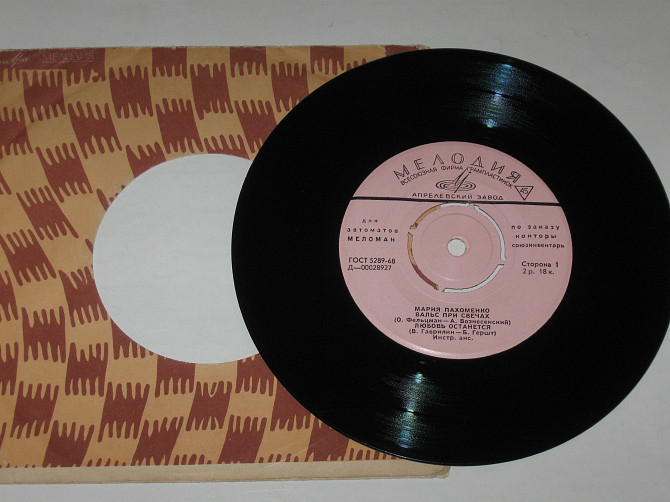 МЕЛОДИЯ
ВСЕСОЮЗНАЯ ФИРМА ГРАМПЛАСТИНОК
45
АПРЕЛЕВСКИЙ ЗАВОД
для
автоматов
МЕЛОМАН
по заказу
конторы
союзинвентарь
ГОСТ 5289-68
Д—00028927
Сторона 1
2 р. 18 к.
МАРИЯ ПАХОМЕНКО
ВАЛЬС ПРИ СВЕЧАХ
(О. Фельцман—А. Вознесенский)
ЛЮБОВЬ ОСТАНЕТСЯ
(В. Гаврилин—Б. Гершт)
Инстр. анс.